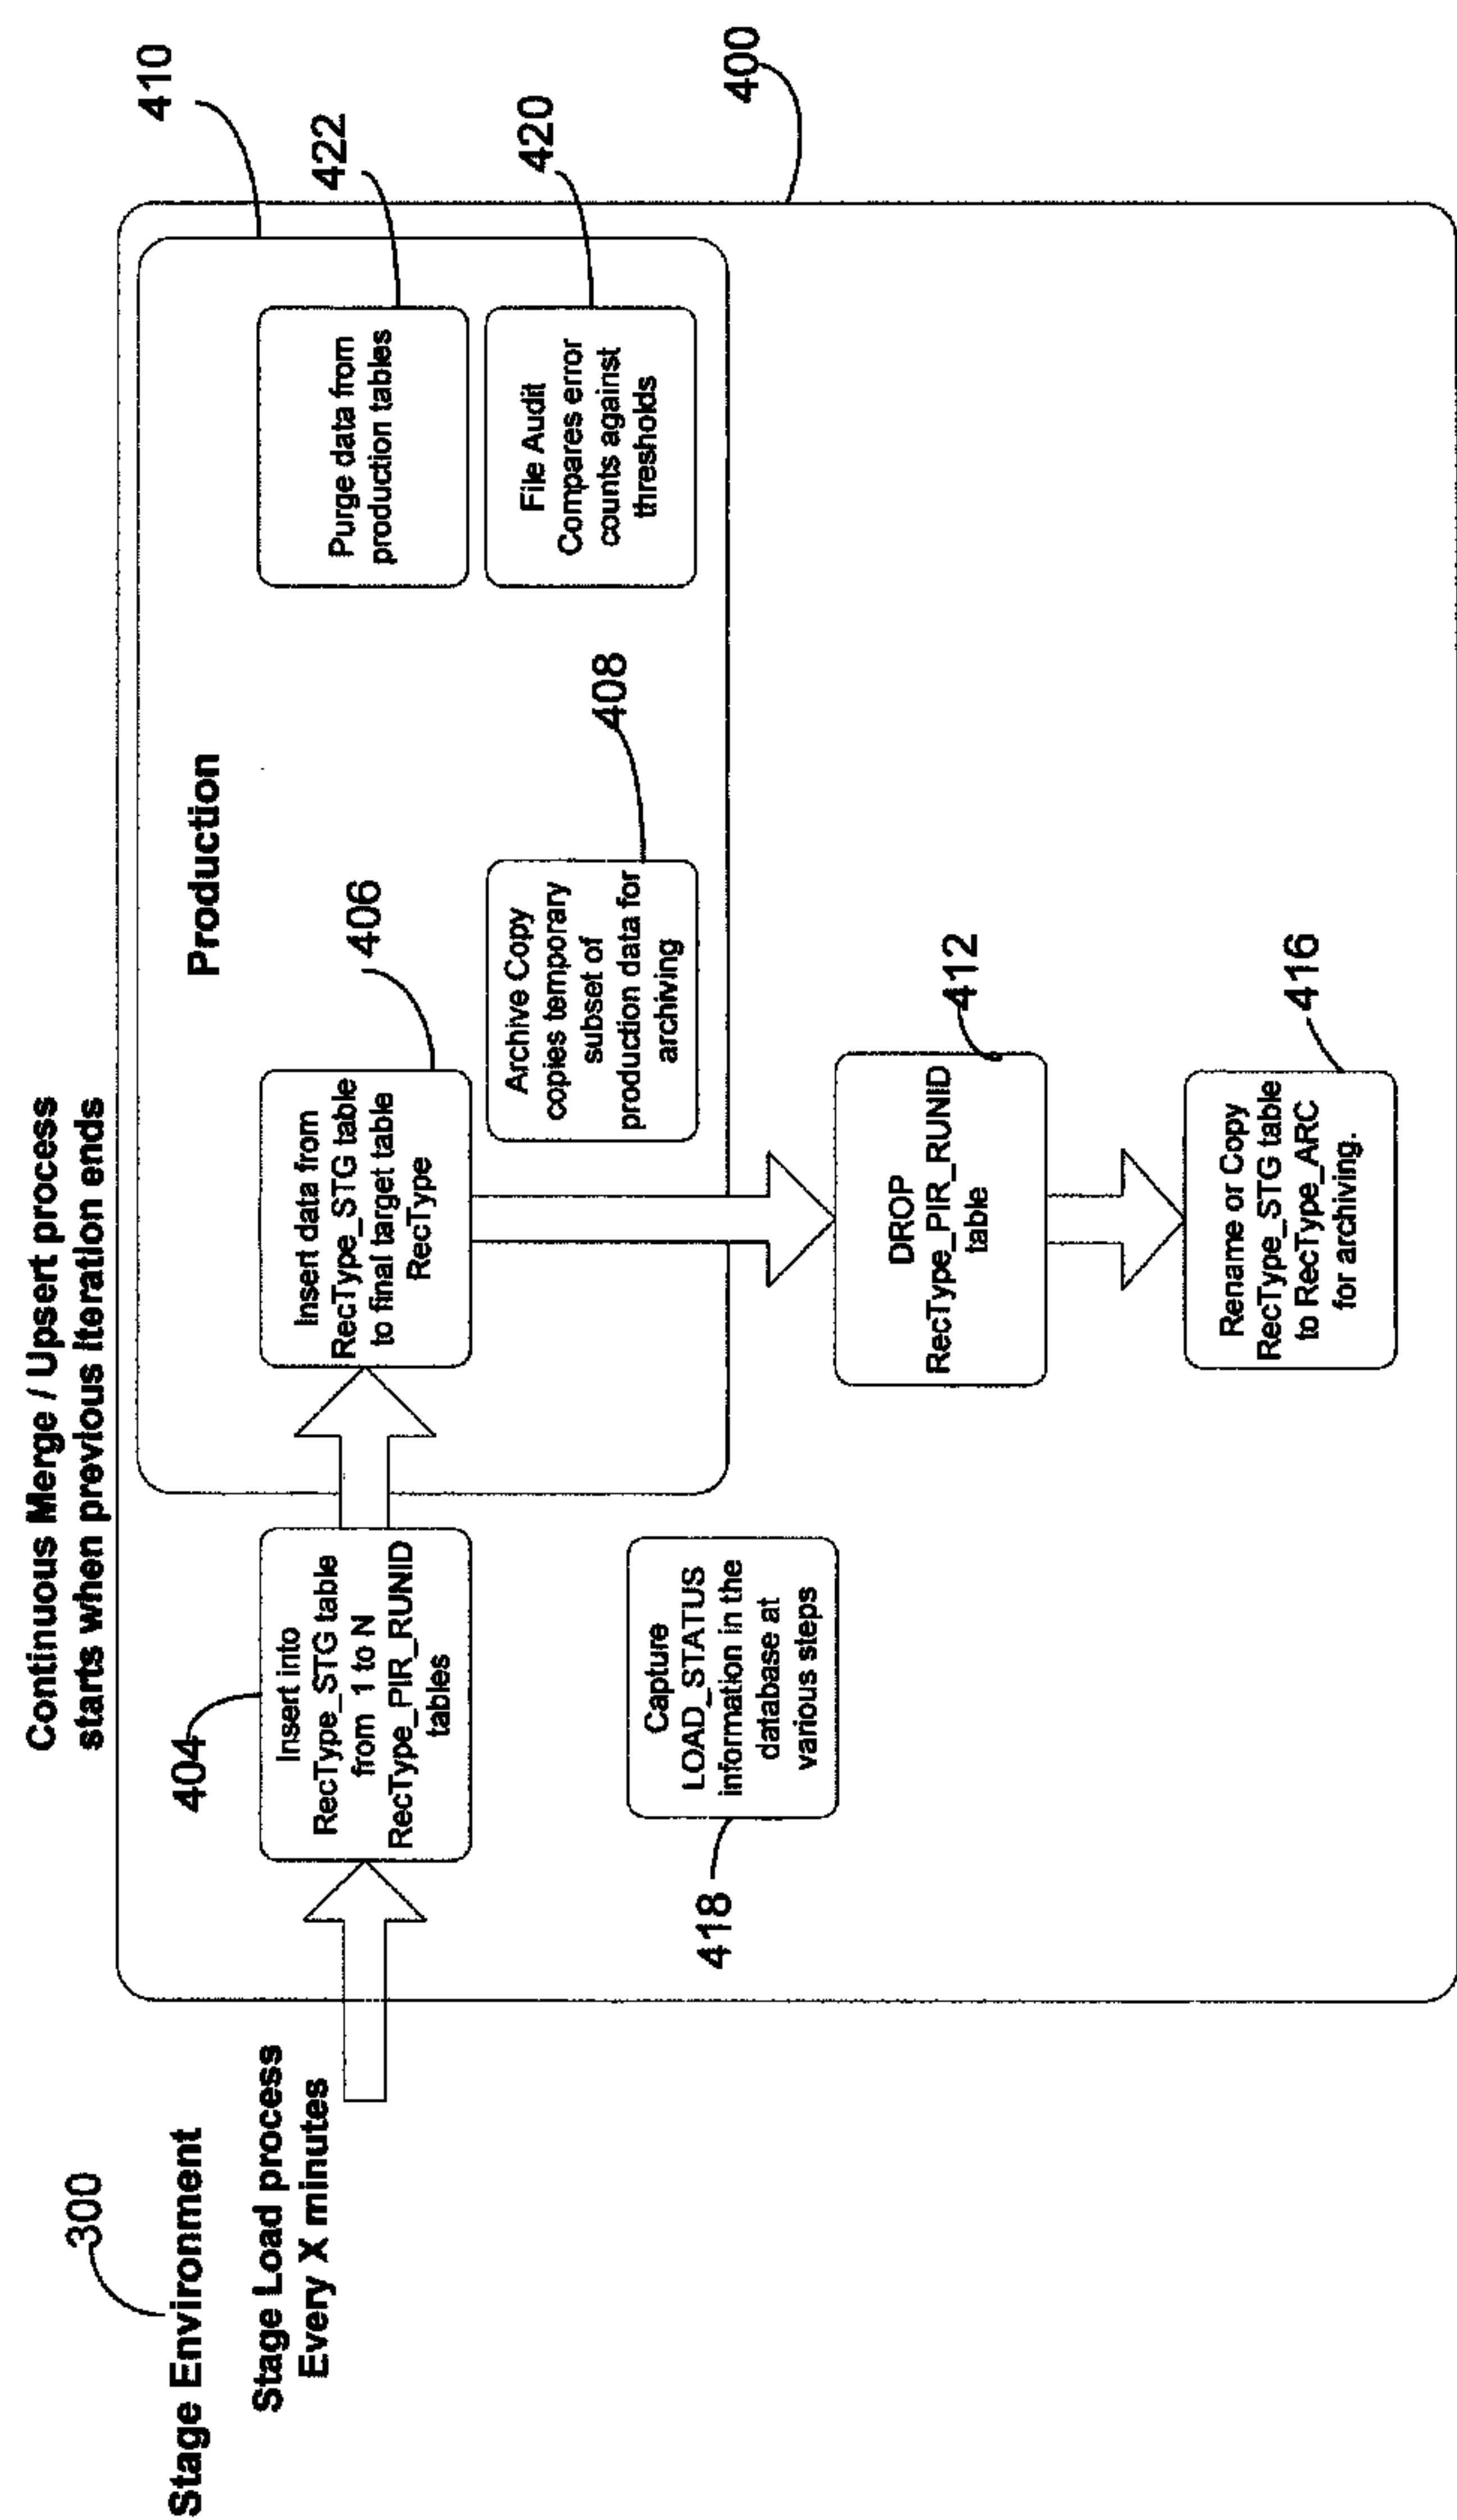 Continuous Merge / Upsert process
starts when previous iteration ends
300
Stage Environment
Stage Load process
Every X minutes
404
Insert into
RecType_STG table
from 1 to N
RecType_PIR_RUNID
tables
418
Capture
LOAD_STATUS
information in the
database at
various steps
Production
406
Insert data from
RecType_STG table
to final target table
RecType
408
Archive Copy
copies temporary
subset of
production data for
archiving
410
422
Purge data from
production tables
420
File Audit
Compares error
counts against
thresholds
400
412
DROP
RecType_PIR_RUNID
table
416
Rename or Copy
RecType_STG table
to RecType_ARC
for archiving.